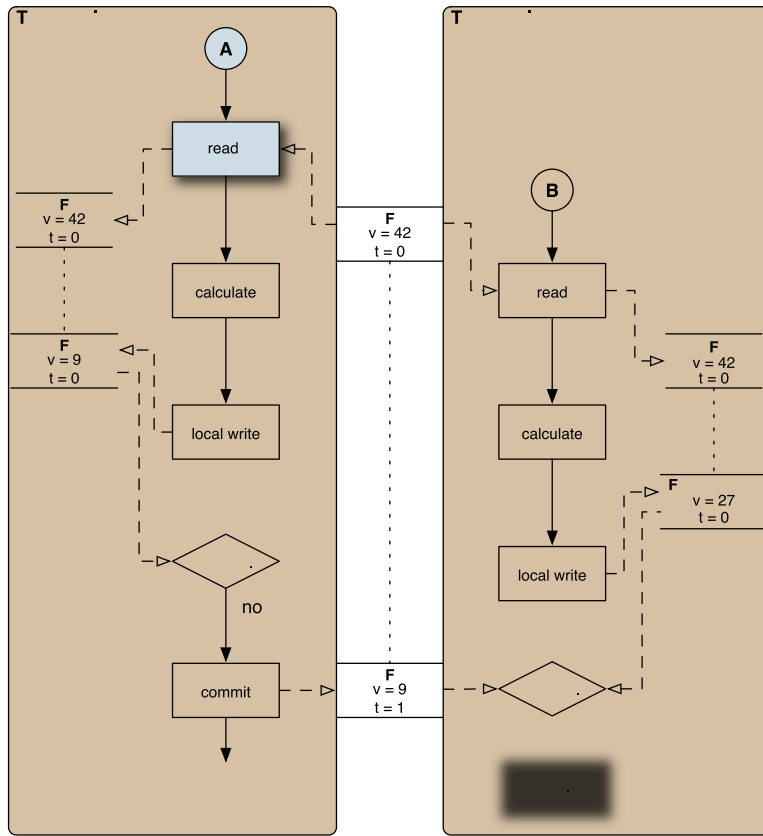 T
A
read
F
v = 42
t = 0
calculate
F
v = 9
t = 0
local write
no
commit
F
v = 42
t = 0
F
v = 9
t = 1
T
B
read
F
v = 42
t = 0
calculate
F
v = 27
t = 0
local write